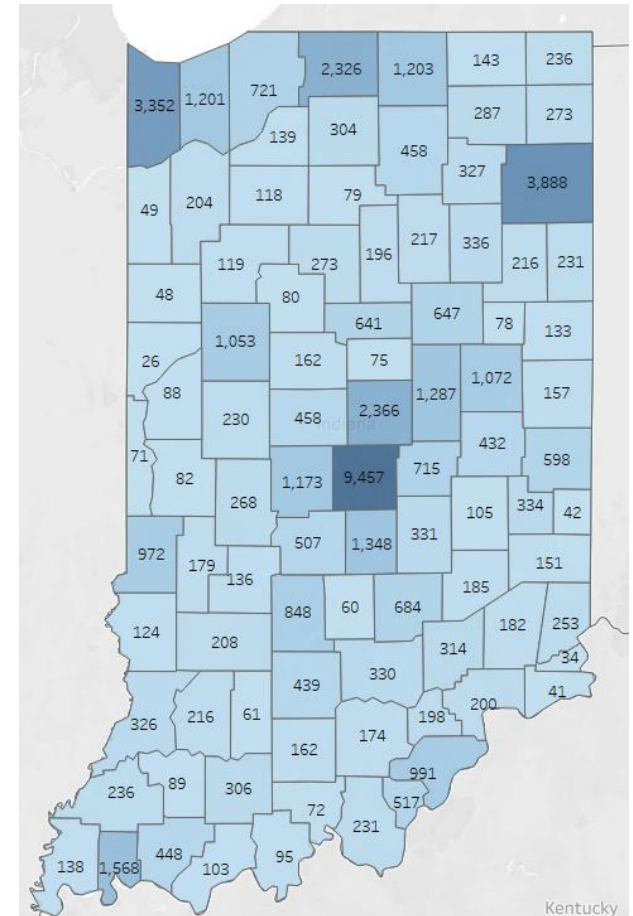 143 236
2,326 1,203
3,352 1,201 721
287 273
139 304
458
327 3,888
49 204 118 79
196 217 336
119 273 216 231
48 80
641 647 78 133
1,053
26 162 75
88 1,287 1,072 157
230 458 2,366
Indiana
71 432
82 1,173 9,457 715 598
268 105 334 42
507 1,348 331
972 179 136 151
848 60 684 185
124 208 182 253
314 34
439 330
41
326 216 61 198 200
162 174
991
236 89 306
72 517
231
138 1,568 448 103 95
Kentucky